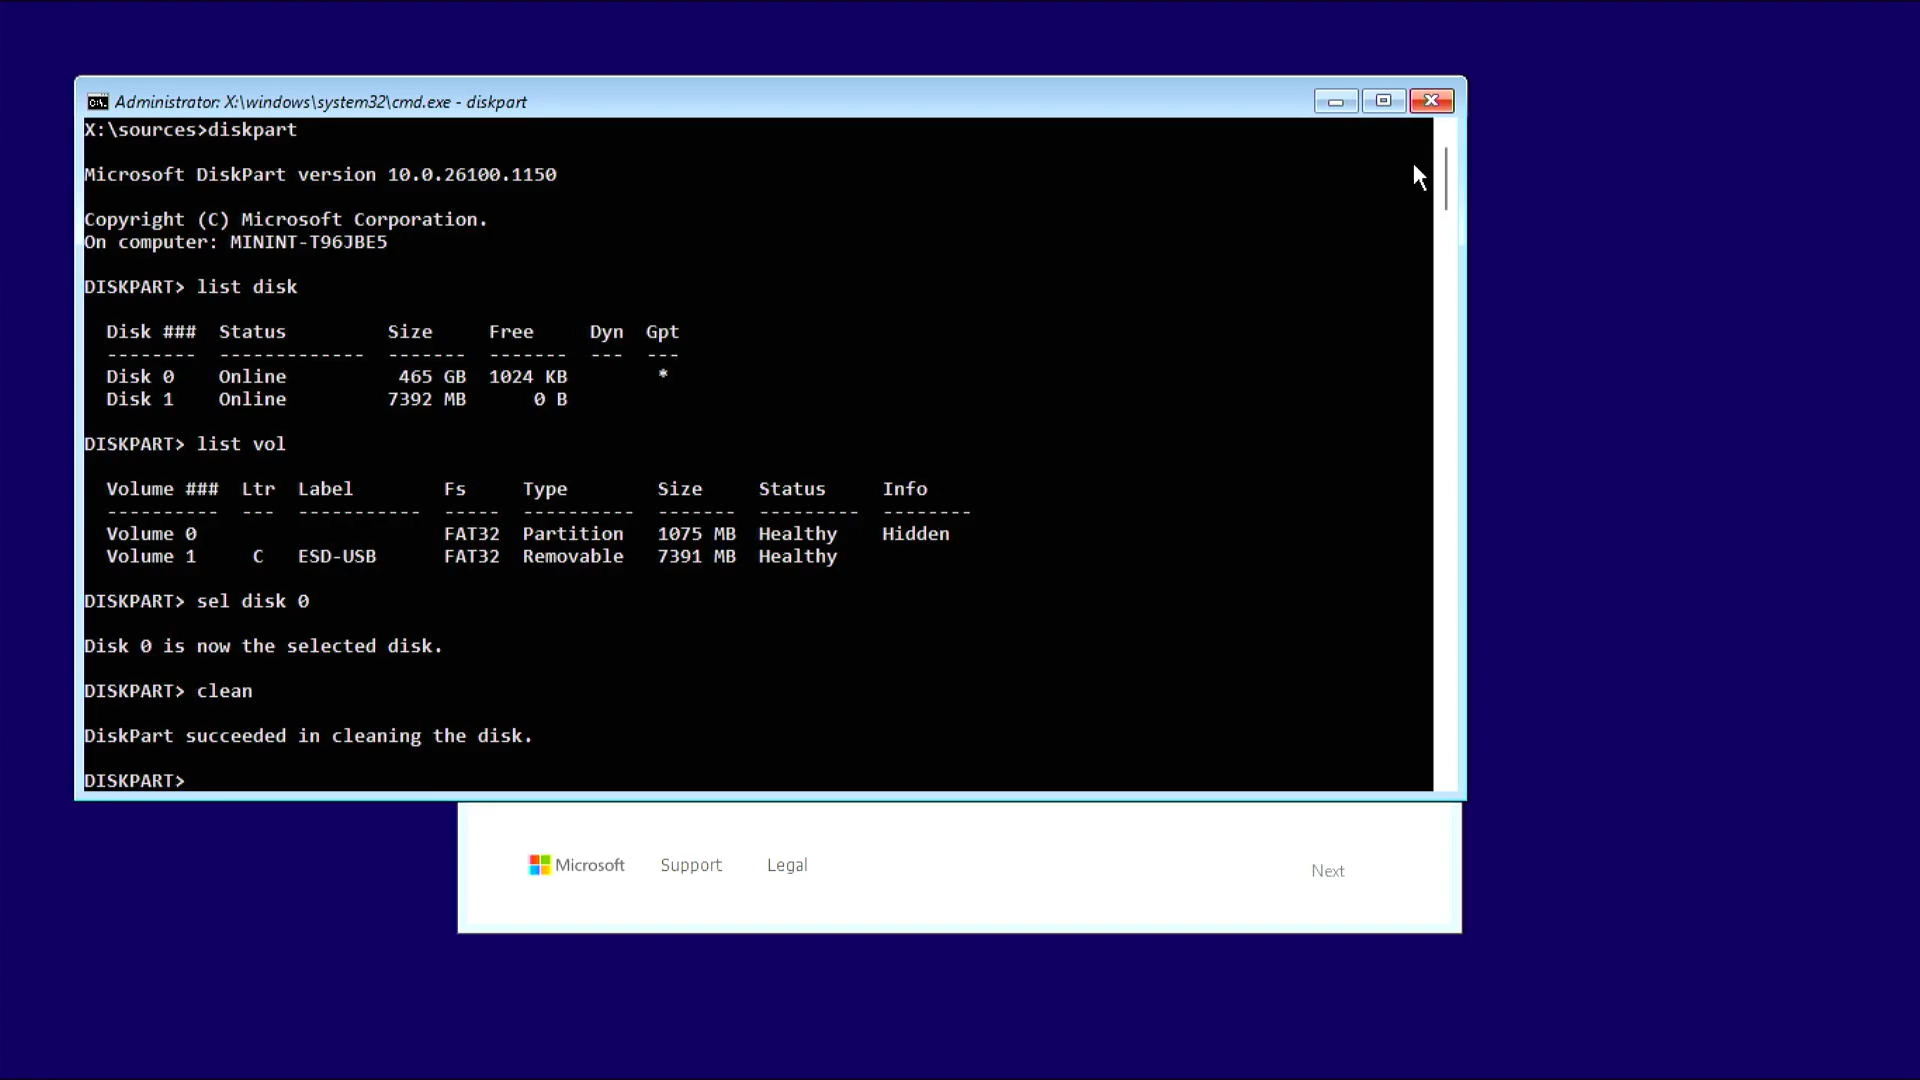 Administrator: X:\windows\system32\cmd.exe - diskpart
X:\sources>diskpart
Microsoft DiskPart version 10.0.26100.1150
Copyright (C) Microsoft Corporation.
On computer: MININT-T96JBE5
DISKPART> list disk
  Disk ###  Status         Size     Free     Dyn  Gpt
  --------  -------------  -------  -------  ---  ---
  Disk 0    Online          465 GB  1024 KB        *
  Disk 1    Online         7392 MB      0 B
DISKPART> list vol
  Volume ###  Ltr  Label        Fs     Type        Size     Status     Info
  ----------  ---  -----------  -----  ----------  -------  ---------  --------
  Volume 0                      FAT32  Partition   1075 MB  Healthy    Hidden
  Volume 1     C   ESD-USB      FAT32  Removable   7391 MB  Healthy
DISKPART> sel disk 0
Disk 0 is now the selected disk.
DISKPART> clean
DiskPart succeeded in cleaning the disk.
DISKPART>
Microsoft Support Legal Next